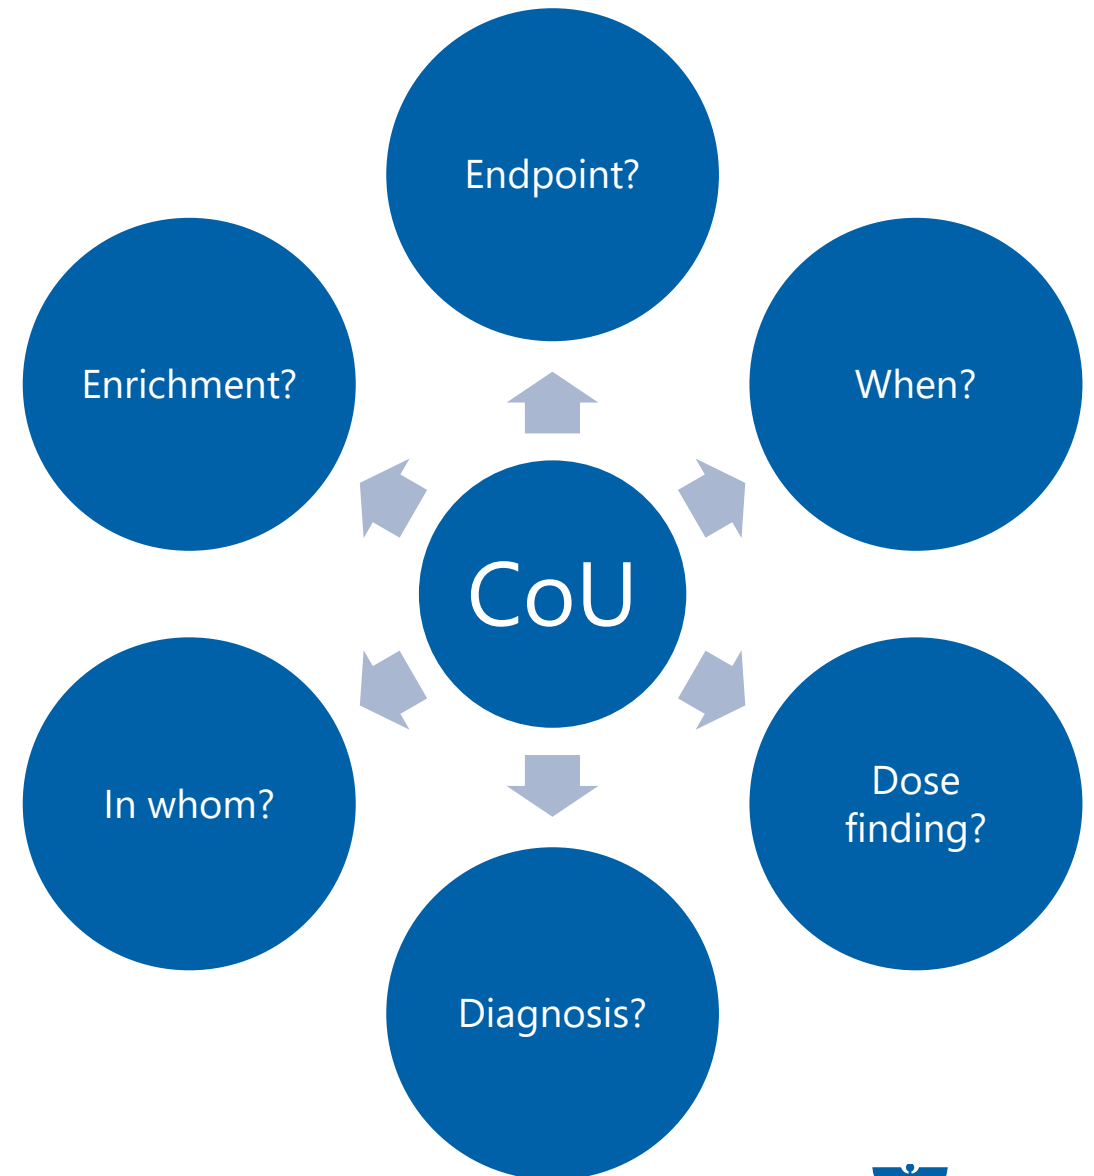 Endpoint?
Enrichment?
When?
CoU
In whom?
Dose
finding?
Diagnosis?